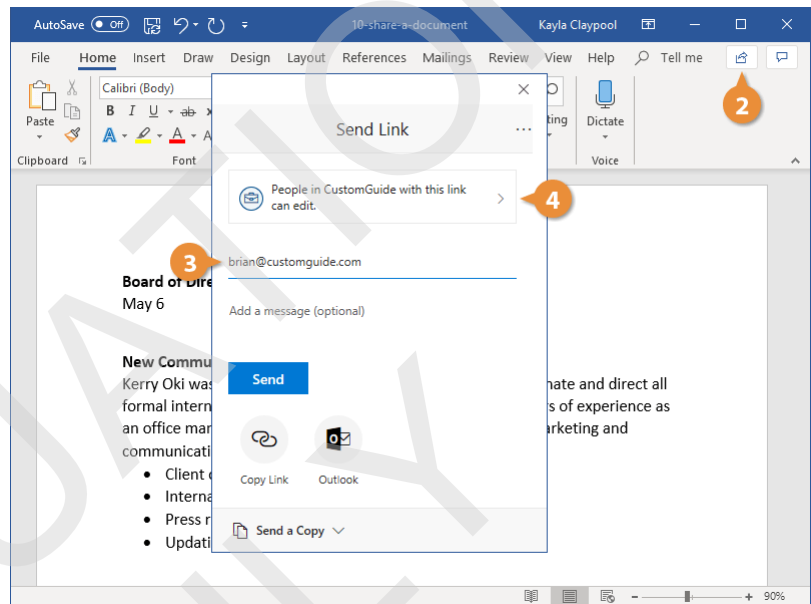 AutoSave Off 10-share-a-document Kayla Claypool
File Home Insert Draw Design Layout References Mailings Review View Help Tell me
2
Calibri (Body)
B I U ab
Paste
A A
ting
Dictate
Clipboard Font Voice
Send Link
People in CustomGuide with this link
can edit.
4
3
brian@customguide.com
Board of Dire
May 6
Add a message (optional)
New Commu
Kerry Oki was
nate and direct all
Send
formal intern
s of experience as
an office mar
arketing and
communicati
Client
Copy Link Outlook
Interna
Press r
Send a Copy
Updati
90%